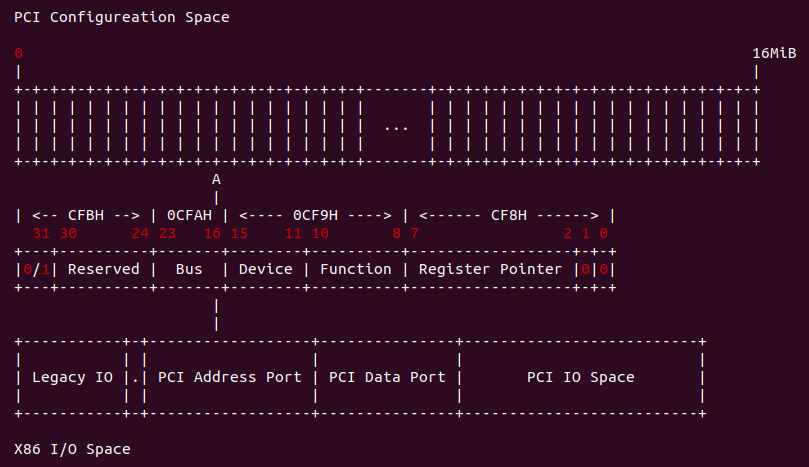 PCI Configureation Space
0 16MiB
...
A
| <-- CFBH --> | 0CFAH | <---- 0CF9H ----> | <------ CF8H ------> |
31 30 24 23 16 15 11 10 8 7 2 1 0
|0/1| Reserved | Bus | Device | Function | Register Pointer |0|0|
| Legacy IO |.| PCI Address Port | PCI Data Port | PCI IO Space |
X86 I/O Space